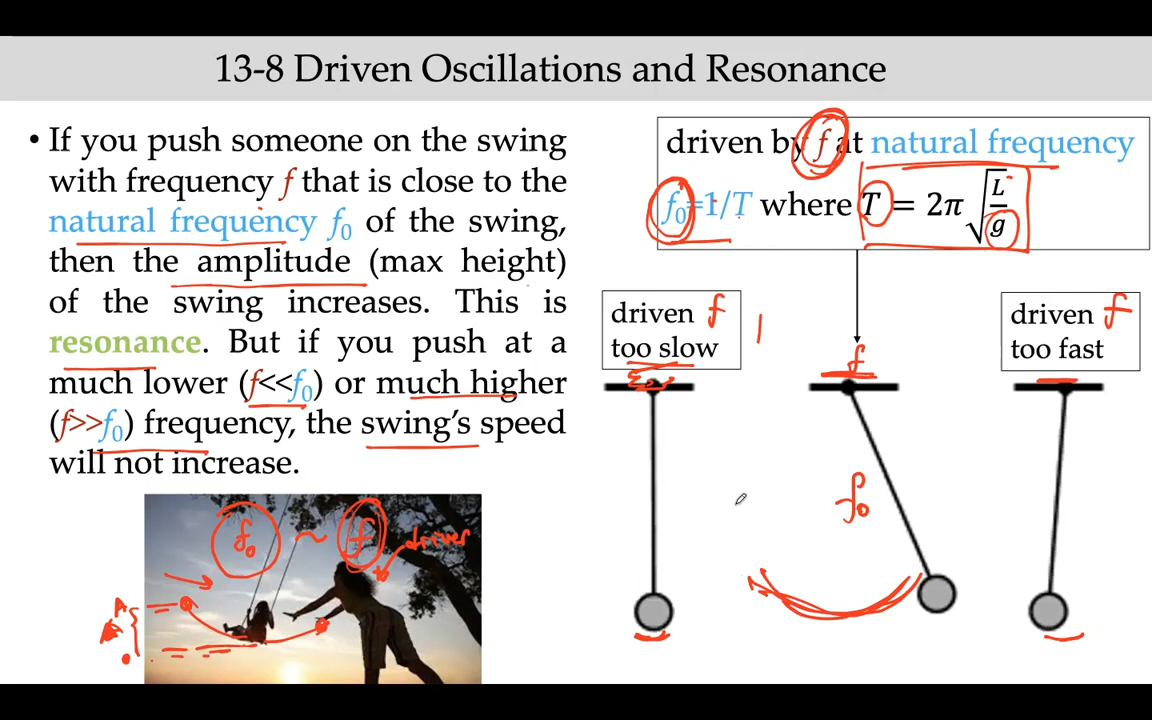 13-8 Driven Oscillations and Resonance
• If you push someone on the swing
with frequency f that is close to the
natural frequency f₀ of the swing,
then the amplitude (max height)
of the swing increases. This is
resonance. But if you push at a
much lower (f<<f₀) or much higher
(f>>f₀) frequency, the swing's speed
will not increase.
f₀ ~ f
driver
A
0
driven by f at natural frequency
f₀=1/T where T = 2π√(L/g)
driven f
too slow
f
driven f
too fast
f₀